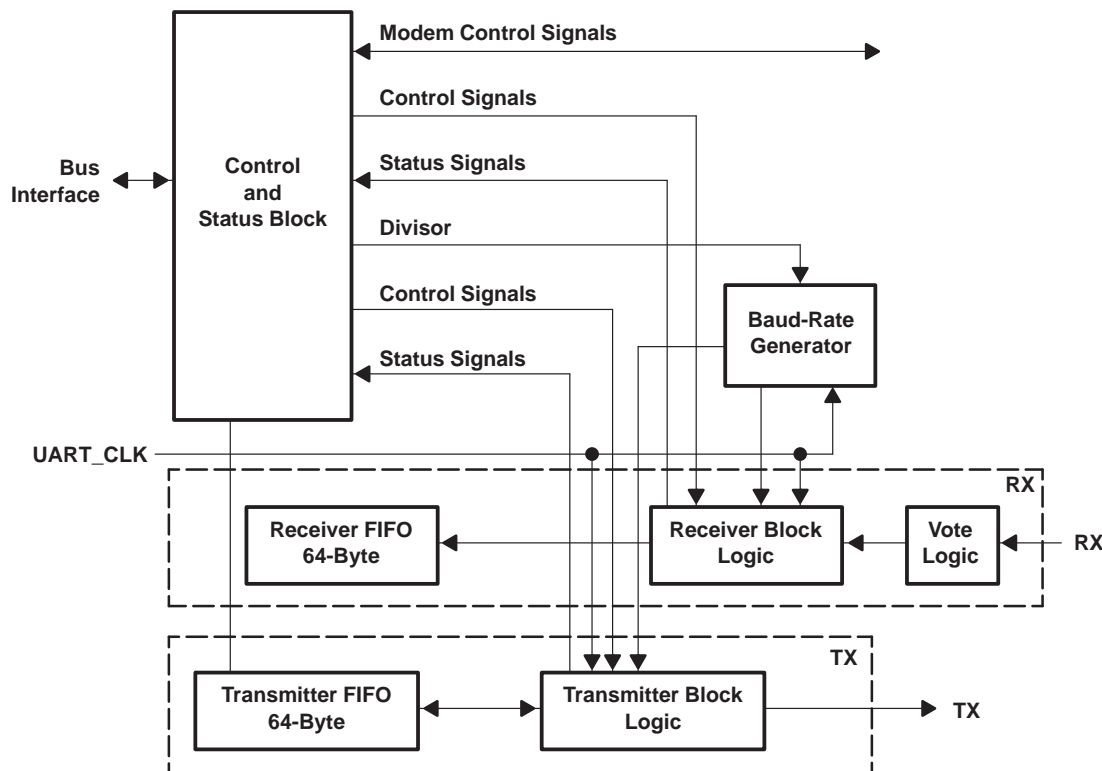 Modem Control Signals
Control Signals
Bus
Interface
Control
and
Status Block
Status Signals
Divisor
Control Signals
Baud-Rate
Generator
Status Signals
UART_CLK
RX
Receiver FIFO
64-Byte
Receiver Block
Logic
Vote
Logic
RX
TX
Transmitter FIFO
64-Byte
Transmitter Block
Logic
TX